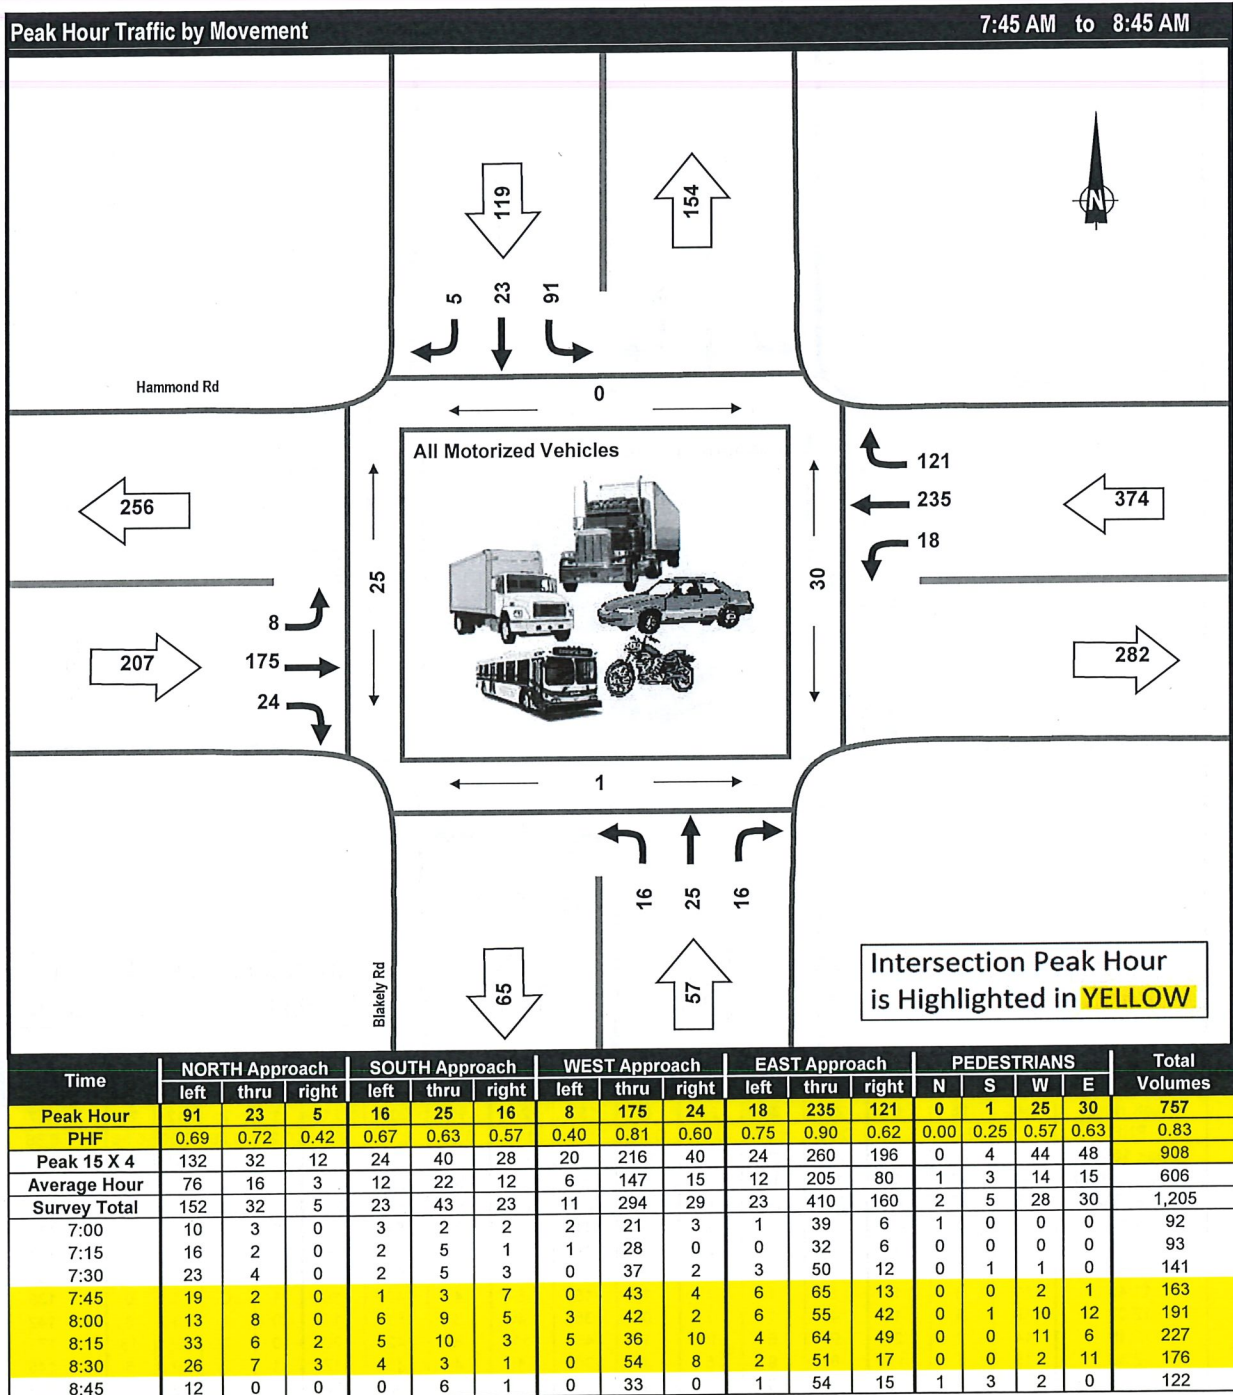 Peak Hour Traffic by Movement 7:45 AM to 8:45 AM
119
154
5 23 91
N
Hammond Rd
0
All Motorized Vehicles
121
256
235
374
18
25
30
8
207
175
282
24
1
16 25 16
Blakely Rd
65
57
Intersection Peak Hour
is Highlighted in YELLOW
Time NORTH Approach SOUTH Approach WEST Approach EAST Approach PEDESTRIANS Total
left thru right left thru right left thru right left thru right N S W E Volumes
Peak Hour 91 23 5 16 25 16 8 175 24 18 235 121 0 1 25 30 757
PHF 0.69 0.72 0.42 0.67 0.63 0.57 0.40 0.81 0.60 0.75 0.90 0.62 0.00 0.25 0.57 0.63 0.83
Peak 15 X 4 132 32 12 24 40 28 20 216 40 24 260 196 0 4 44 48 908
Average Hour 76 16 3 12 22 12 6 147 15 12 205 80 1 3 14 15 606
Survey Total 152 32 5 23 43 23 11 294 29 23 410 160 2 5 28 30 1,205
7:00 10 3 0 3 2 2 2 21 3 1 39 6 1 0 0 0 92
7:15 16 2 0 2 5 1 1 28 0 0 32 6 0 0 0 0 93
7:30 23 4 0 2 5 3 0 37 2 3 50 12 0 1 1 0 141
7:45 19 2 0 1 3 7 0 43 4 6 65 13 0 0 2 1 163
8:00 13 8 0 6 9 5 3 42 2 6 55 42 0 1 10 12 191
8:15 33 6 2 5 10 3 5 36 10 4 64 49 0 0 11 6 227
8:30 26 7 3 4 3 1 0 54 8 2 51 17 0 0 2 11 176
8:45 12 0 0 0 6 1 0 33 0 1 54 15 1 3 2 0 122